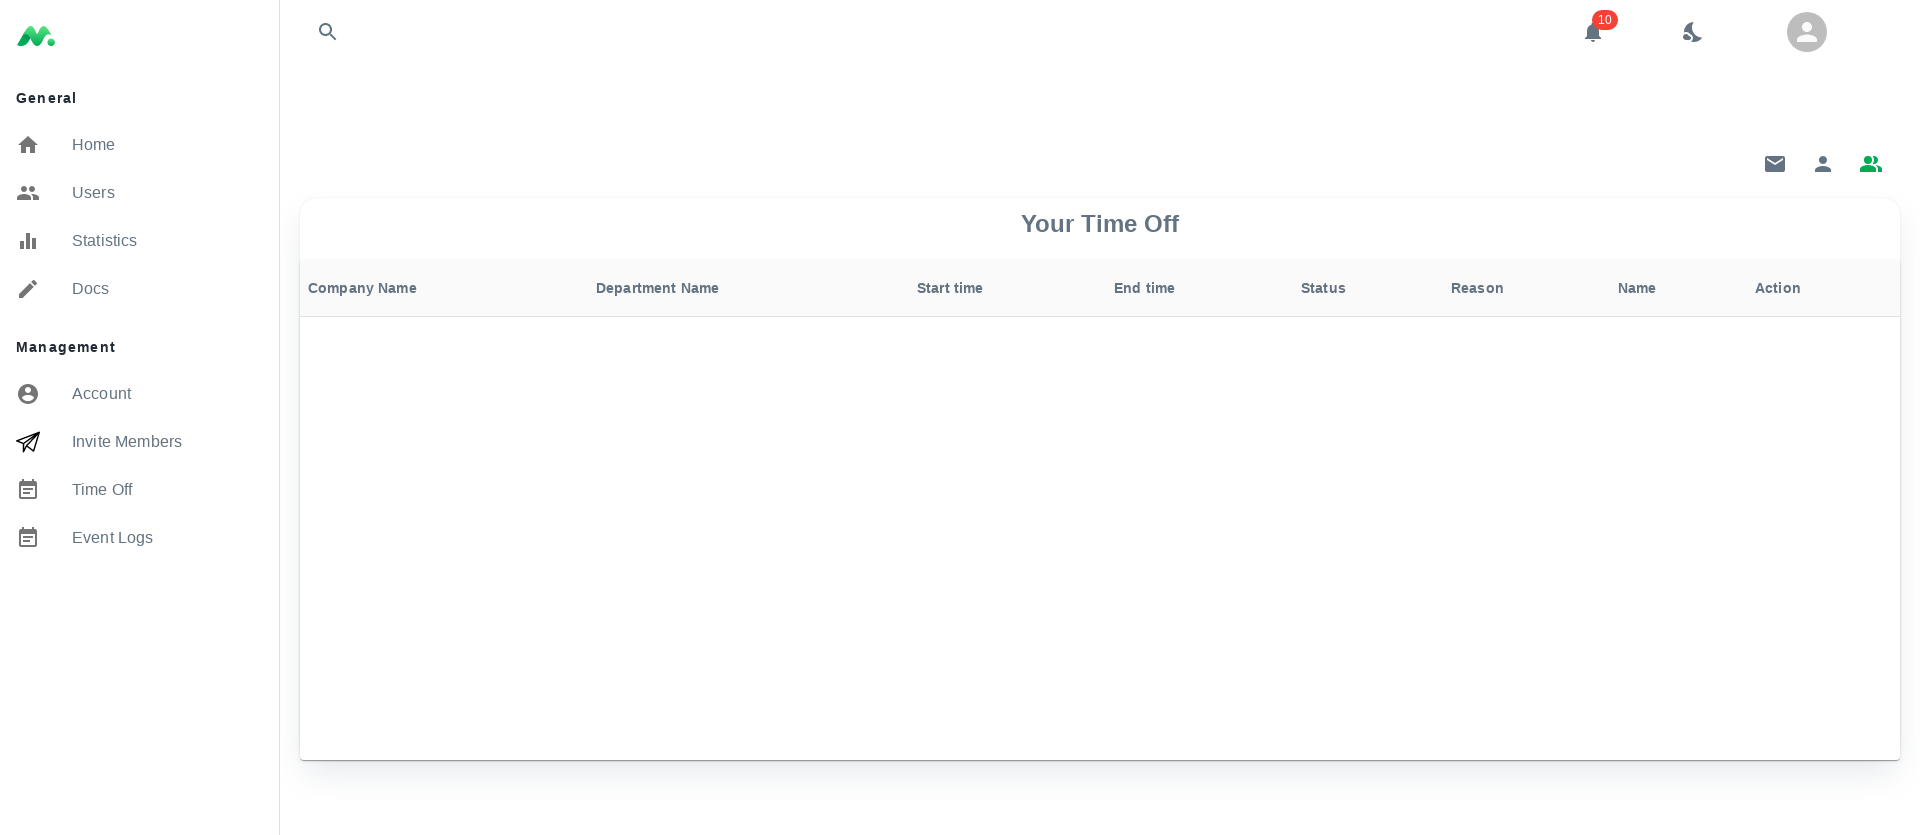 10
General
Home
Users
Statistics
Docs
Management
Account
Invite Members
Time Off
Event Logs
Your Time Off
Company Name Department Name Start time End time Status Reason Name Action